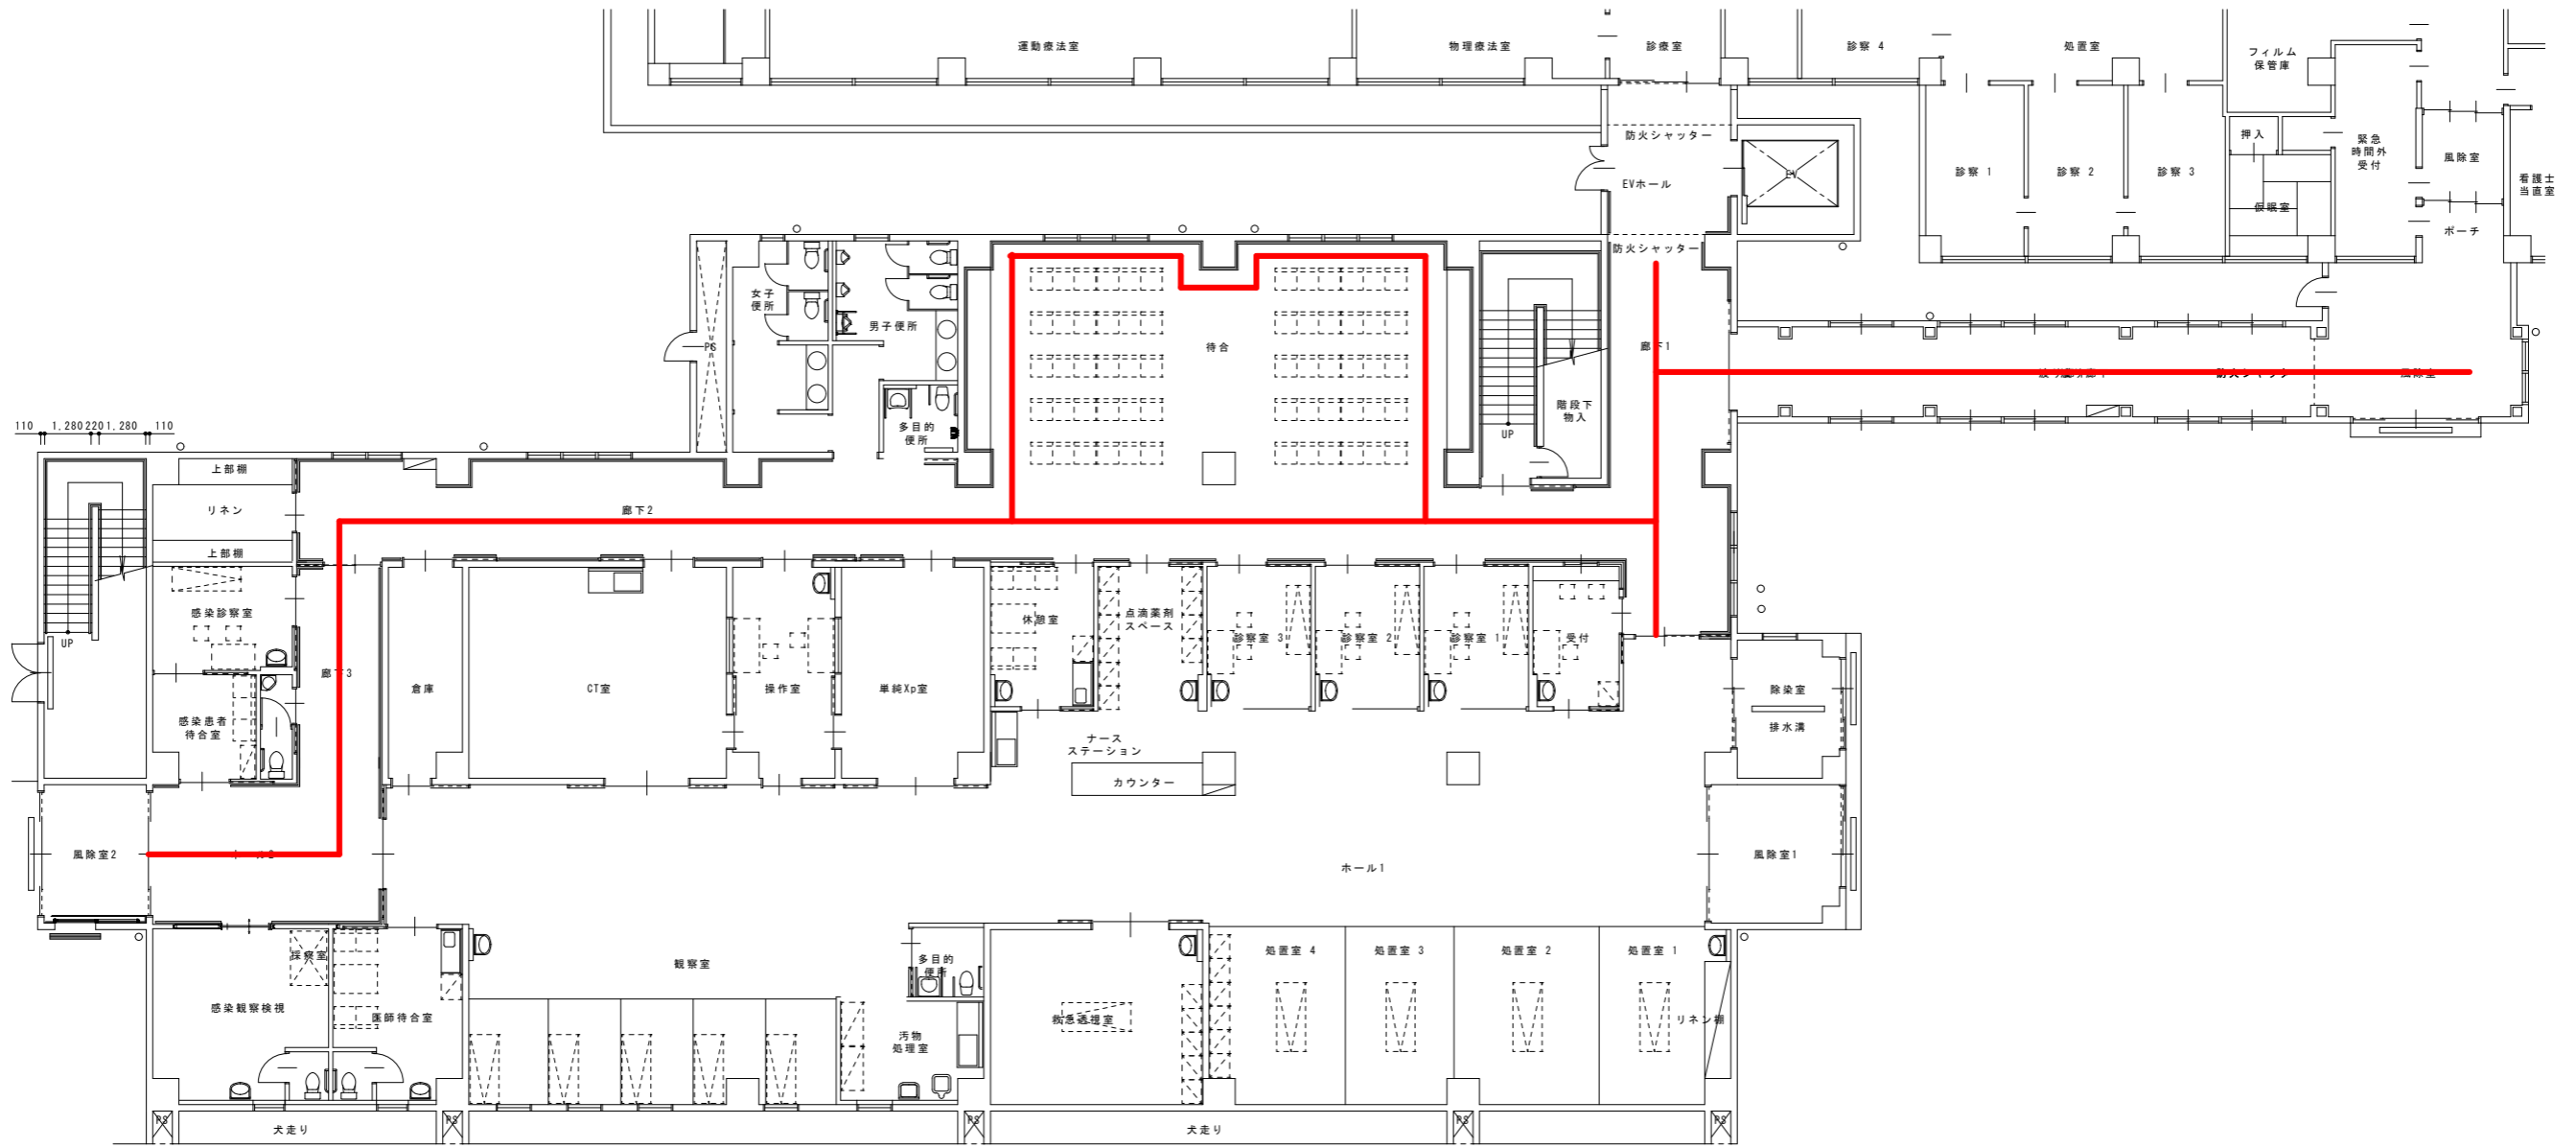 運動療法室
物理療法室
診療室
診察 4
処置室
フィルム
保管庫
防火シャッター
押入
緊急
時間外
受付
風除室
EVホール
EV
診察 1
診察 2
診察 3
看護士
当直室
仮眠室
ポーチ
防火シャッター
女子
便所
男子便所
PS
待合
廊下1
防火シャッター
風除室
階段下
物入
多目的
便所
UP
110
1,280
220
1,280
110
上部棚
リネン
廊下2
上部棚
感染診察室
UP
休憩室
点滴薬剤
スペース
診察室 3
診察室 2
診察室 1
受付
廊下3
倉庫
CT室
操作室
単純Xp室
除染室
感染患者
待合室
排水溝
ナース
ステーション
カウンター
風除室2
ホール1
風除室1
採痰室
観察室
多目的
便所
処置室 4
処置室 3
処置室 2
処置室 1
感染観察検視
医師待合室
救急透視室
リネン棚
汚物
処理室
PS
PS
PS
PS
PS
犬走り
犬走り